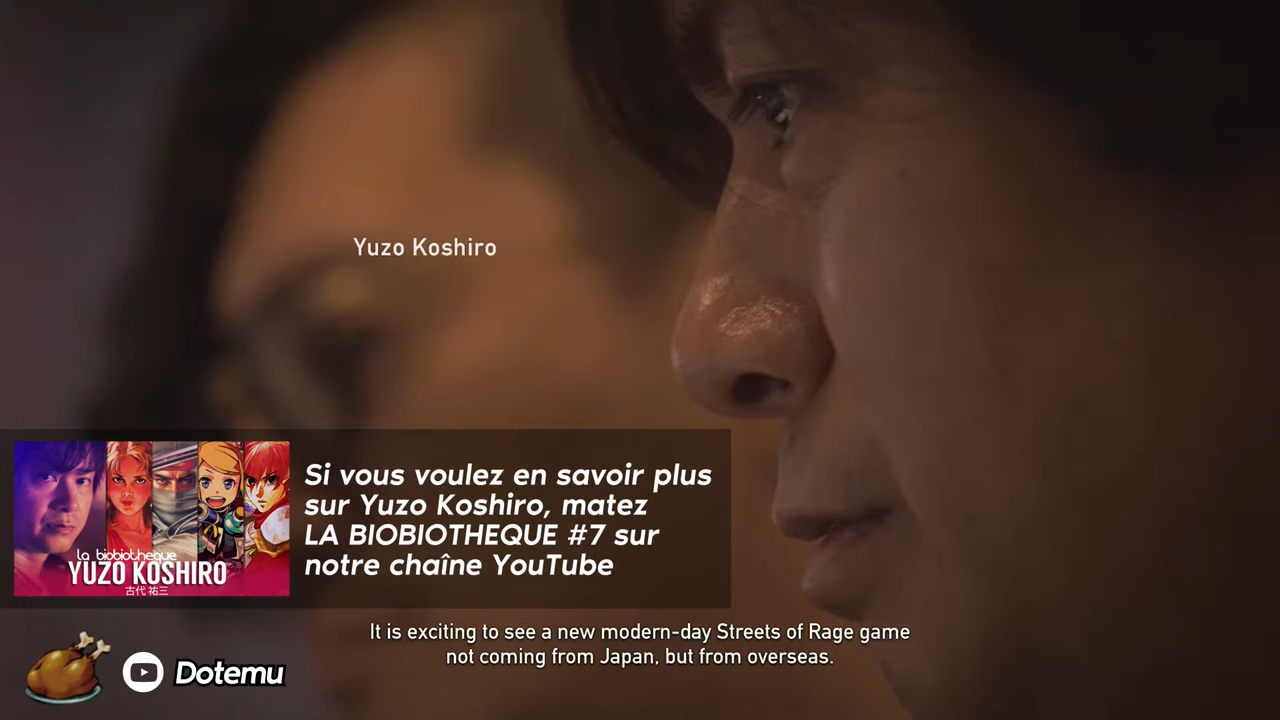 Yuzo Koshiro
Si vous voulez en savoir plus
sur Yuzo Koshiro, matez
LA BIOBIOTHEQUE #7 sur
notre chaîne YouTube
la biobiotheque
YUZO KOSHIRO
古代 祐三
It is exciting to see a new modern-day Streets of Rage game
not coming from Japan, but from overseas.
Dotemu